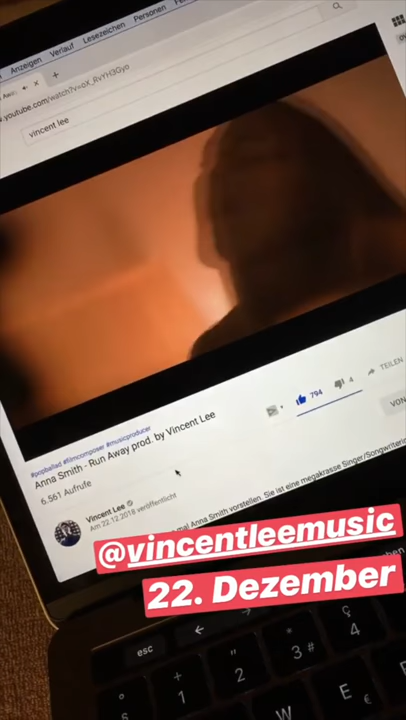 Anzeigen Verlauf Lesezeichen Personen
youtube.com/watch?v=oX_RvYH3Gyo
vincent lee
#popballad #filmcomposer #musicproducer
Anna Smith - Run Away prod. by Vincent Lee
6.561 Aufrufe
794
4
TEILEN
Vincent Lee
Am 22.12.2018 veröffentlicht
mal Anna Smith vorstellen. Sie ist eine megakrasse Singer/Songwriterin
@vincentleemusic
22. Dezember
esc
+
"
*
Ç
1
2
3 #
4
W
E €